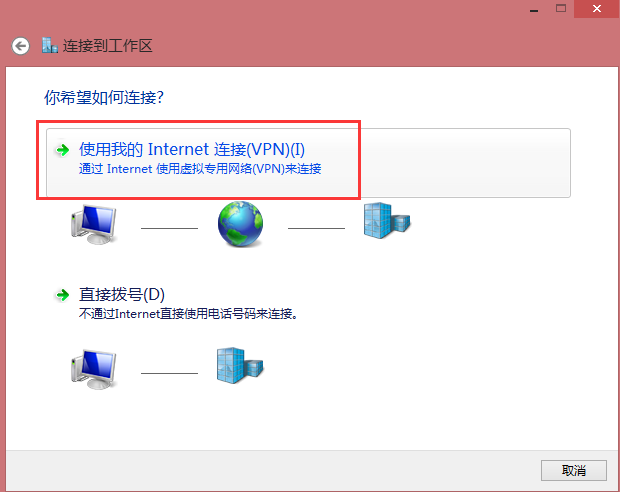 连接到工作区
你希望如何连接?
使用我的 Internet 连接(VPN)(I)
通过 Internet 使用虚拟专用网络(VPN)来连接
直接拨号(D)
不通过Internet直接使用电话号码来连接。
取消